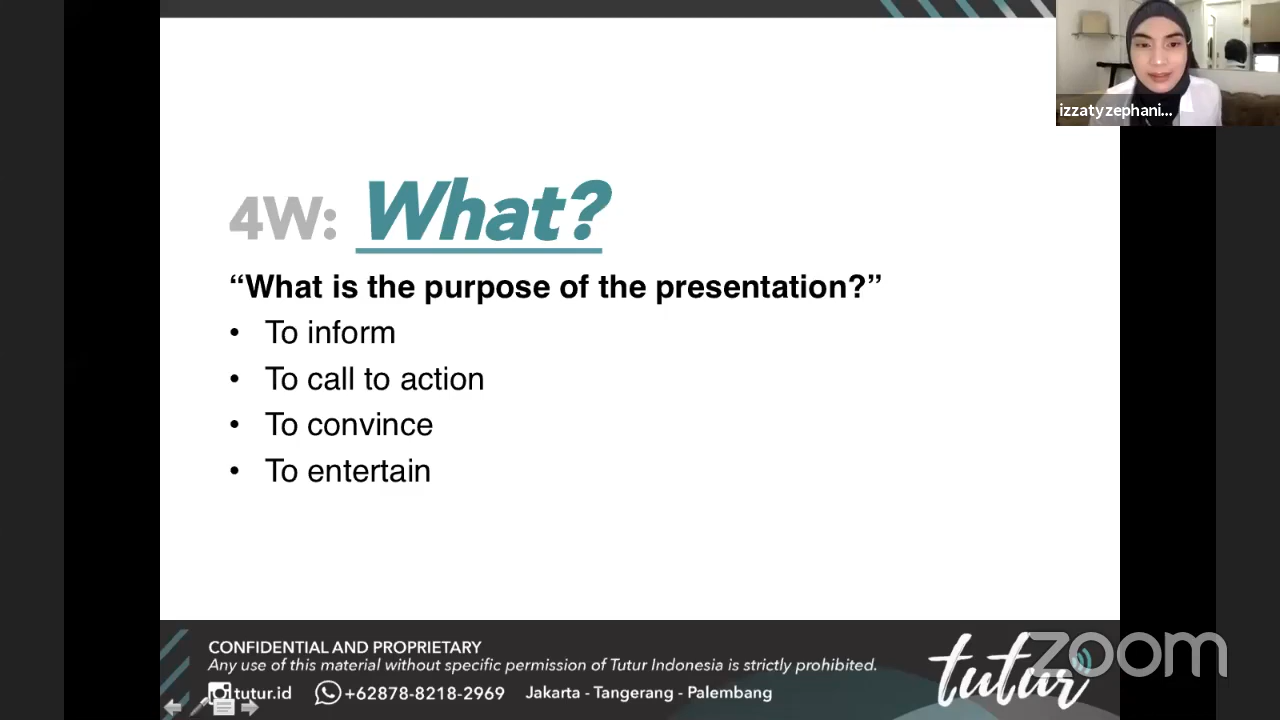 izzatyzephani...
4W: What?
“What is the purpose of the presentation?”
• To inform
• To call to action
• To convince
• To entertain
CONFIDENTIAL AND PROPRIETARY
Any use of this material without specific permission of Tutur Indonesia is strictly prohibited.
tutur.id +62878-8218-2969 Jakarta - Tangerang - Palembang
tutur
zoom